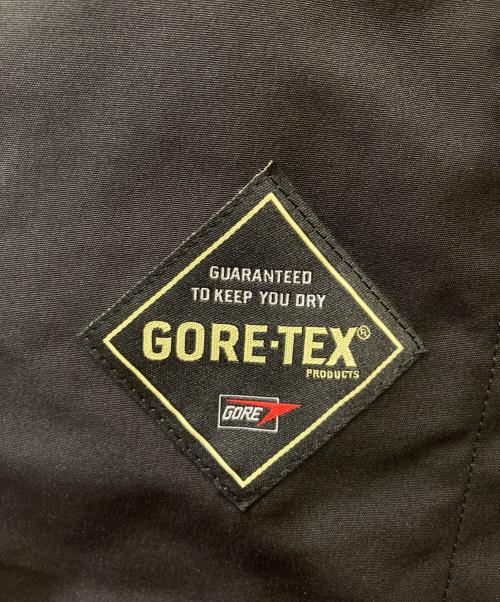 GUARANTEED
TO KEEP YOU DRY
GORE-TEX®
PRODUCTS
GORE